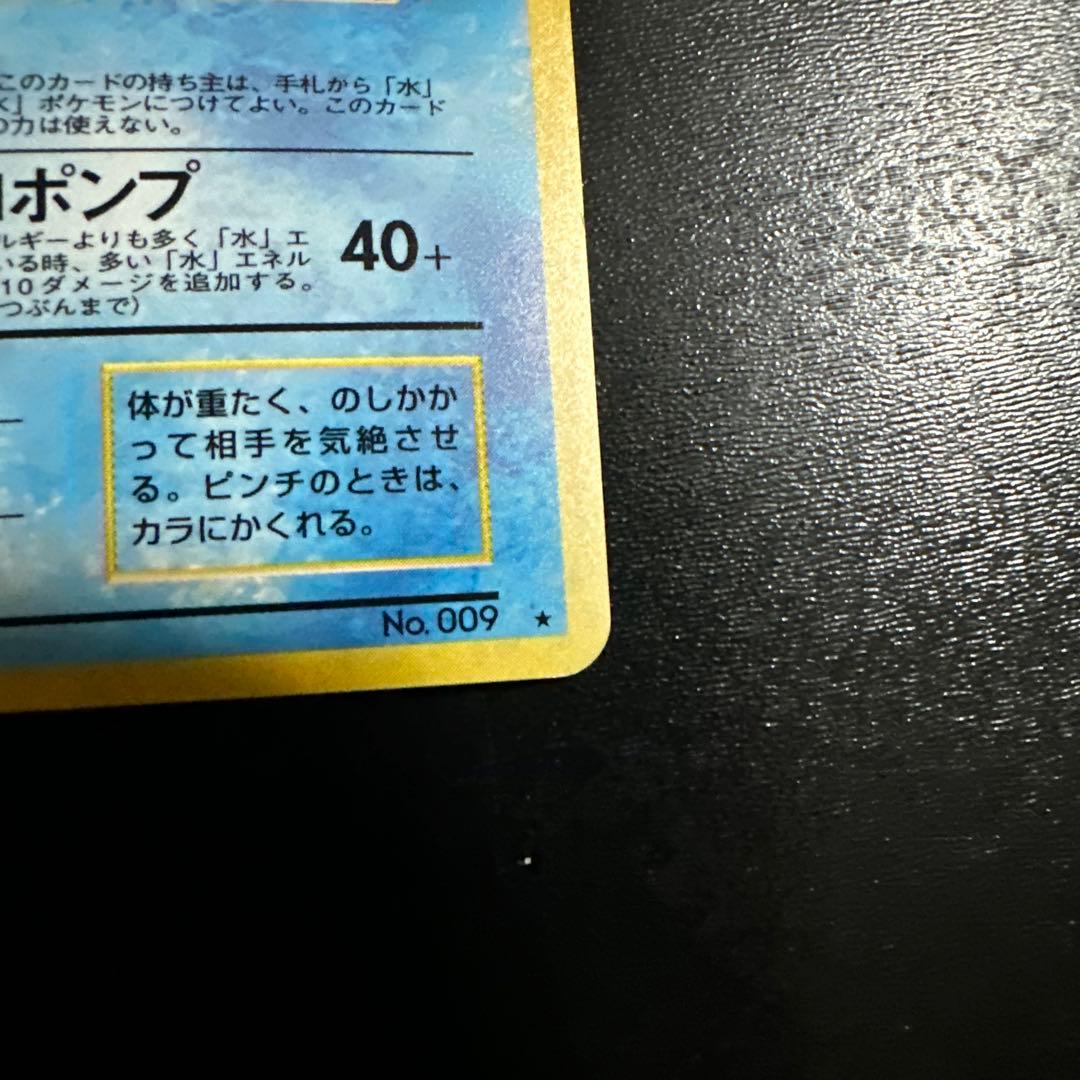 このカードの持ち主は、手札から「水」
」ポケモンにつけてよい。このカード
力は使えない。
ポンプ
ルギーよりも多く「水」エ
いる時、多い「水」エネル
10ダメージを追加する。
つぶんまで)
40+
体が重たく、のしかか
って相手を気絶させ
る。ピンチのときは、
カラにかくれる。
No. 009 ★